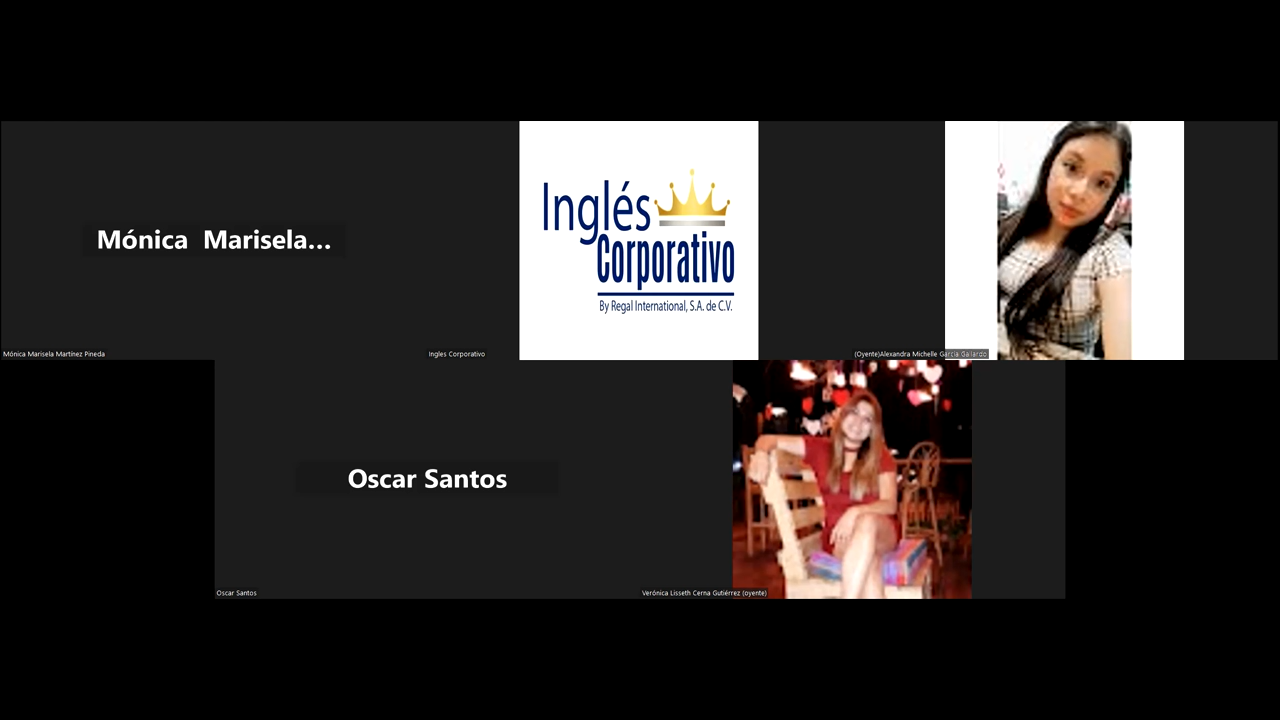 Mónica  Marisela...
Mónica Marisela Martínez Pineda
Inglés
Corporativo
By Regal International, S.A. de C.V.
Ingles Corporativo
(Oyente)Alexandra Michelle García Gallardo
Oscar Santos
Oscar Santos
Verónica Lisseth Cerna Gutiérrez (oyente)